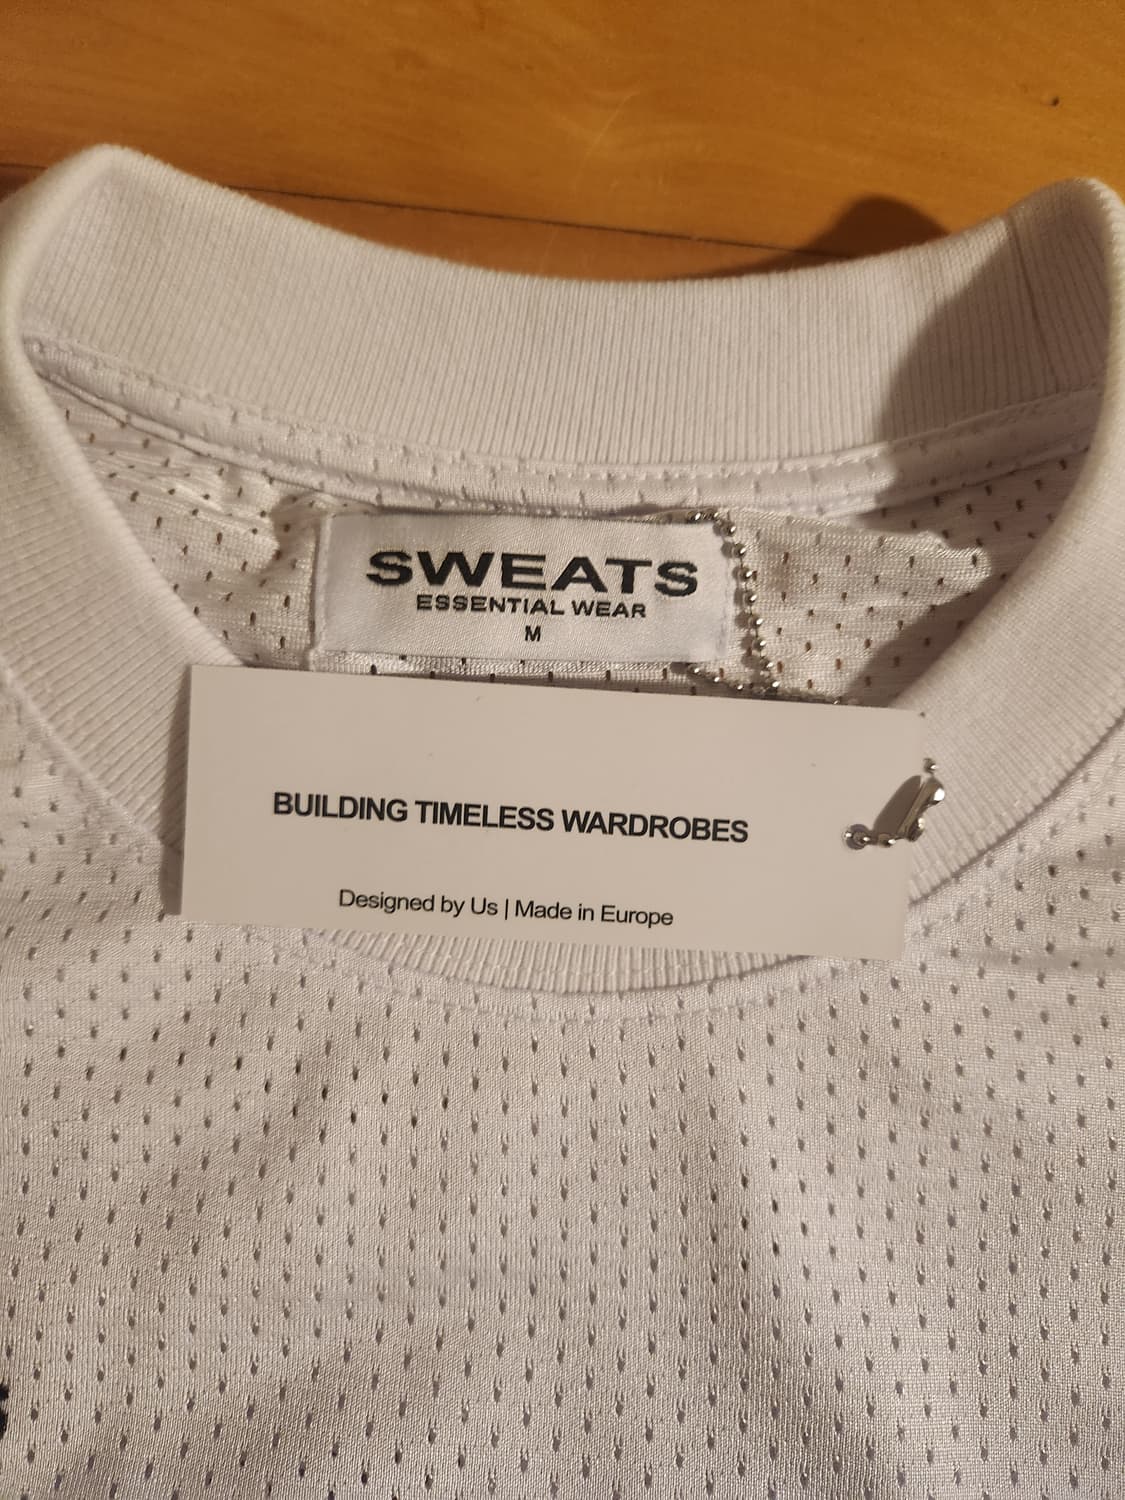 SWEATS
ESSENTIAL WEAR
M
BUILDING TIMELESS WARDROBES
Designed by Us | Made in Europe